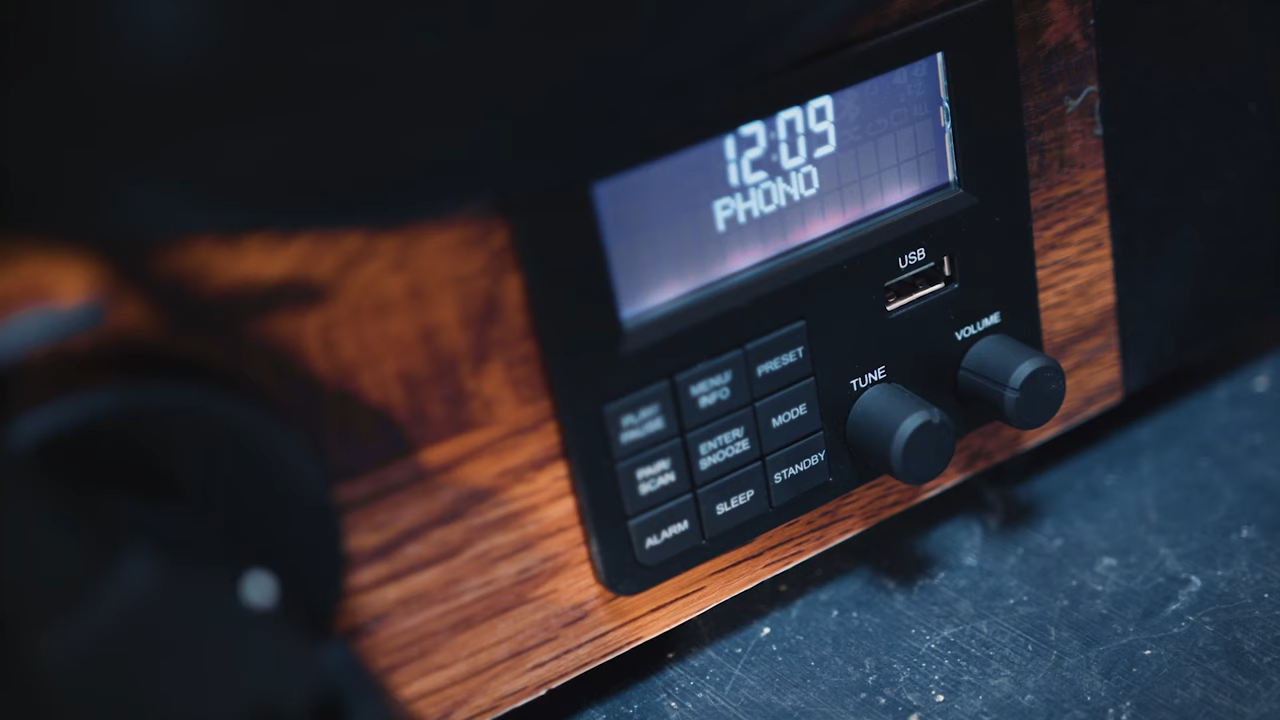 12:09
PHONO
USB
VOLUME
TUNE
PLAY/
PAUSE
MENU/
INFO
PRESET
PAIR/
SCAN
ENTER/
SNOOZE
MODE
ALARM
SLEEP
STANDBY